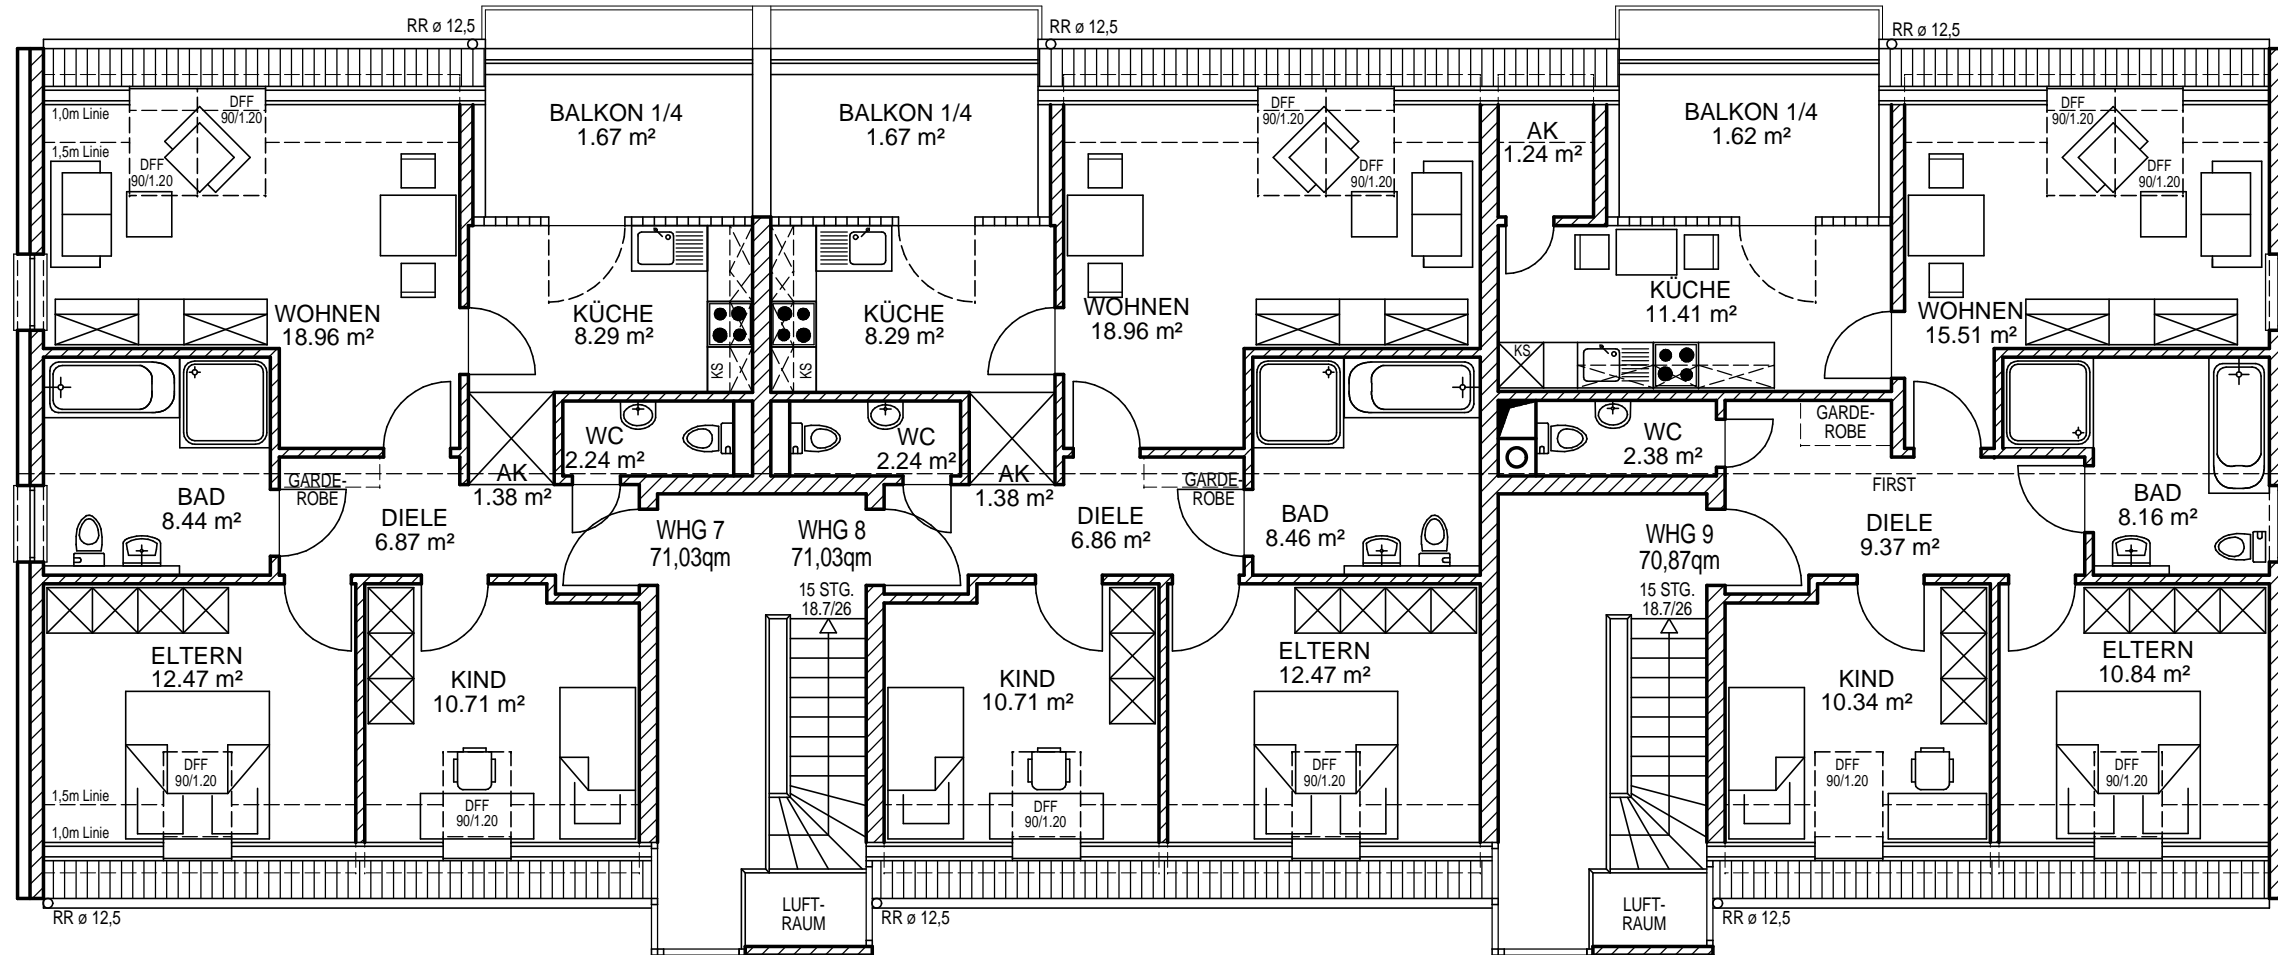 RR ø 12,5
RR ø 12,5
RR ø 12,5
1,0m Linie
1,5m Linie
DFF
90/1.20
DFF
90/1.20
BALKON 1/4
1.67 m²
BALKON 1/4
1.67 m²
DFF
90/1.20
DFF
90/1.20
AK
1.24 m²
BALKON 1/4
1.62 m²
DFF
90/1.20
DFF
90/1.20
WOHNEN
18.96 m²
KÜCHE
8.29 m²
KS
KÜCHE
8.29 m²
KS
WOHNEN
18.96 m²
KÜCHE
11.41 m²
KS
WOHNEN
15.51 m²
BAD
8.44 m²
GARDE-
ROBE
DIELE
6.87 m²
AK
1.38 m²
WC
2.24 m²
WC
2.24 m²
AK
1.38 m²
DIELE
6.86 m²
GARDE-
ROBE
BAD
8.46 m²
WC
2.38 m²
GARDE-
ROBE
FIRST
DIELE
9.37 m²
BAD
8.16 m²
WHG 7
71,03qm
WHG 8
71,03qm
15 STG.
18.7/26
WHG 9
70,87qm
15 STG.
18.7/26
ELTERN
12.47 m²
KIND
10.71 m²
KIND
10.71 m²
ELTERN
12.47 m²
KIND
10.34 m²
ELTERN
10.84 m²
DFF
90/1.20
DFF
90/1.20
DFF
90/1.20
DFF
90/1.20
DFF
90/1.20
DFF
90/1.20
1,5m Linie
1,0m Linie
RR ø 12,5
LUFT-
RAUM
RR ø 12,5
LUFT-
RAUM
RR ø 12,5